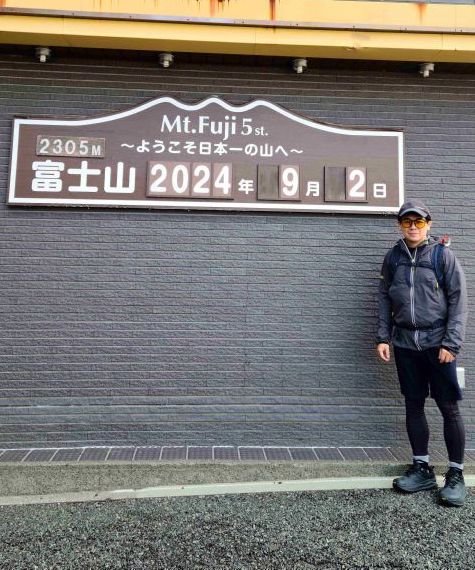 Mt.Fuji 5st.
2305M
～ようこそ日本一の山へ～
富士山 2024年 9月 2日